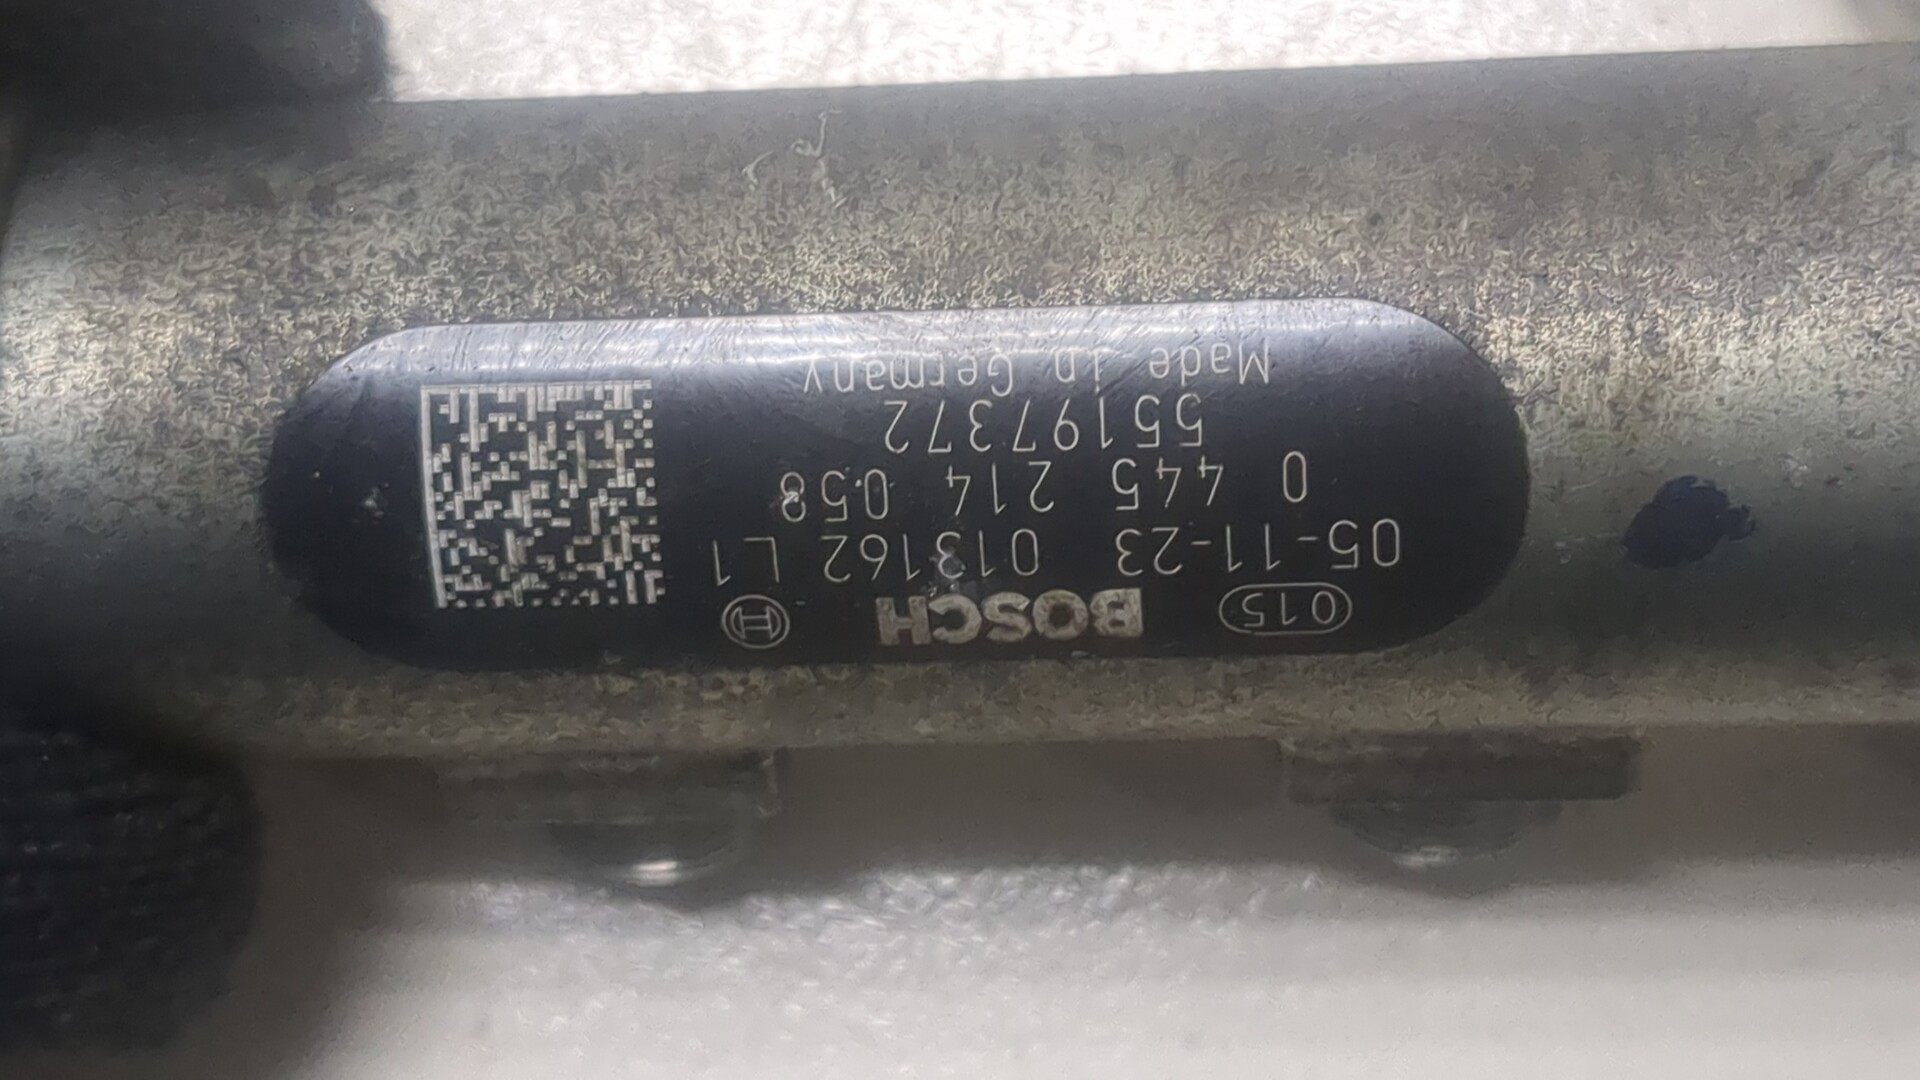 015 BOSCH
05-11-23 013162 L1
0 445 214 058
55197372
Made in Germany